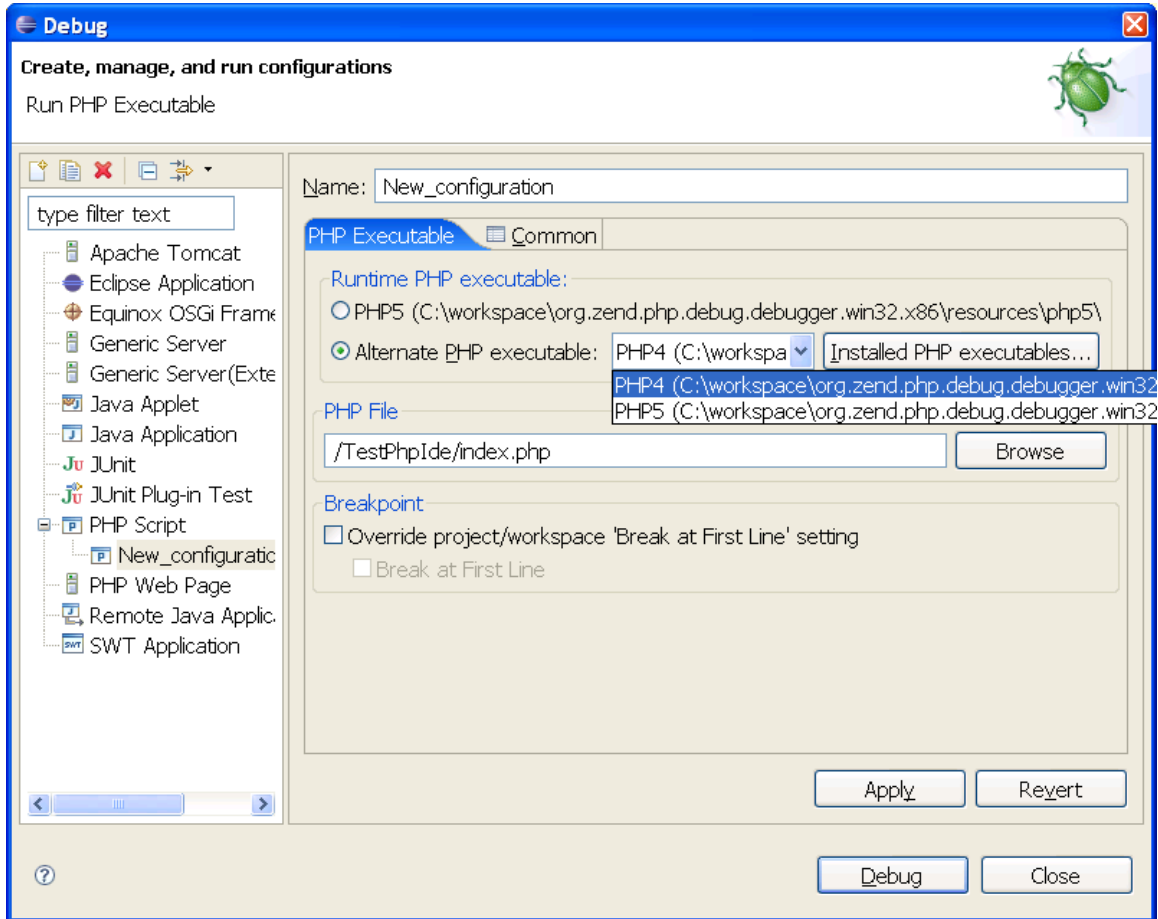 Debug
Create, manage, and run configurations
Run PHP Executable
type filter text
Apache Tomcat
Eclipse Application
Equinox OSGi Frame
Generic Server
Generic Server(Exte
Java Applet
Java Application
JUnit
JUnit Plug-in Test
PHP Script
New_configuratic
PHP Web Page
Remote Java Applic
SWT Application
Name: New_configuration
PHP Executable Common
Runtime PHP executable:
PHP5 (C:\workspace\org.zend.php.debug.debugger.win32.x86\resources\php5\
Alternate PHP executable: PHP4 (C:\workspa Installed PHP executables...
PHP4 (C:\workspace\org.zend.php.debug.debugger.win32
PHP5 (C:\workspace\org.zend.php.debug.debugger.win32
PHP File
/TestPhpIde/index.php Browse
Breakpoint
Override project/workspace 'Break at First Line' setting
Break at First Line
Apply Revert
Debug Close